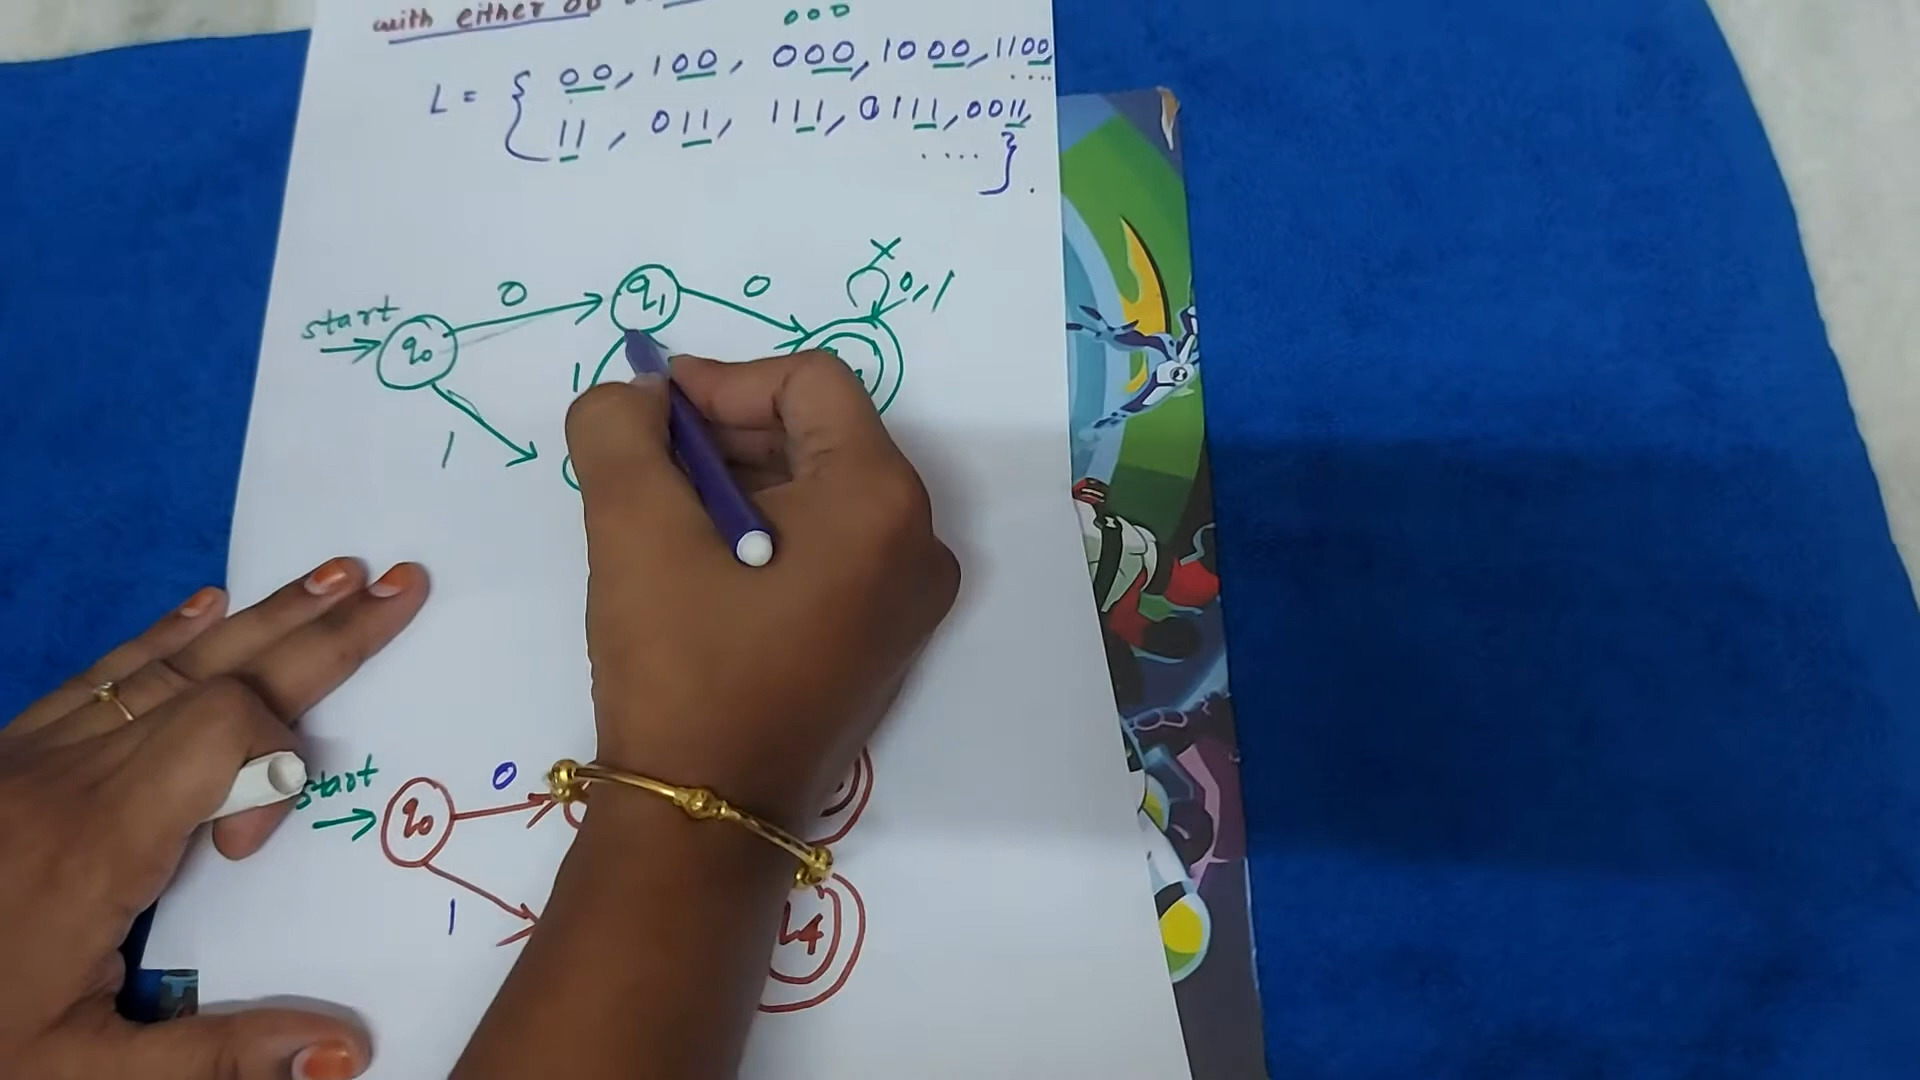 with either
000
00, 100, 000, 1000, 1100,
....
L = {
11, 011, 111, 0111, 0011,
.... }.
X
0,1
0 q1 0
start
q0
1
1
start 0
q0
1
q4